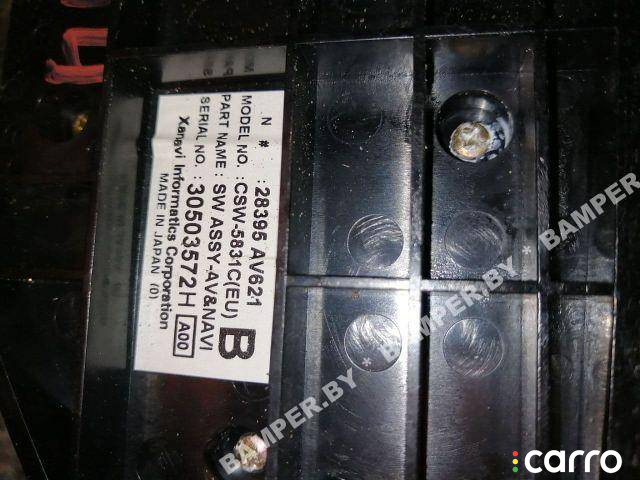 N # : 28395 AV621
MODEL NO. : CSW-5831C(EU)
PART NAME : SW ASSY-AV&NAVI
SERIAL NO. : 30503572H A00
B
Xanavi Informatics Corporation
MADE IN JAPAN (0)
BAMPER.BY
BAMPER.BY
BAMPER.BY
carro